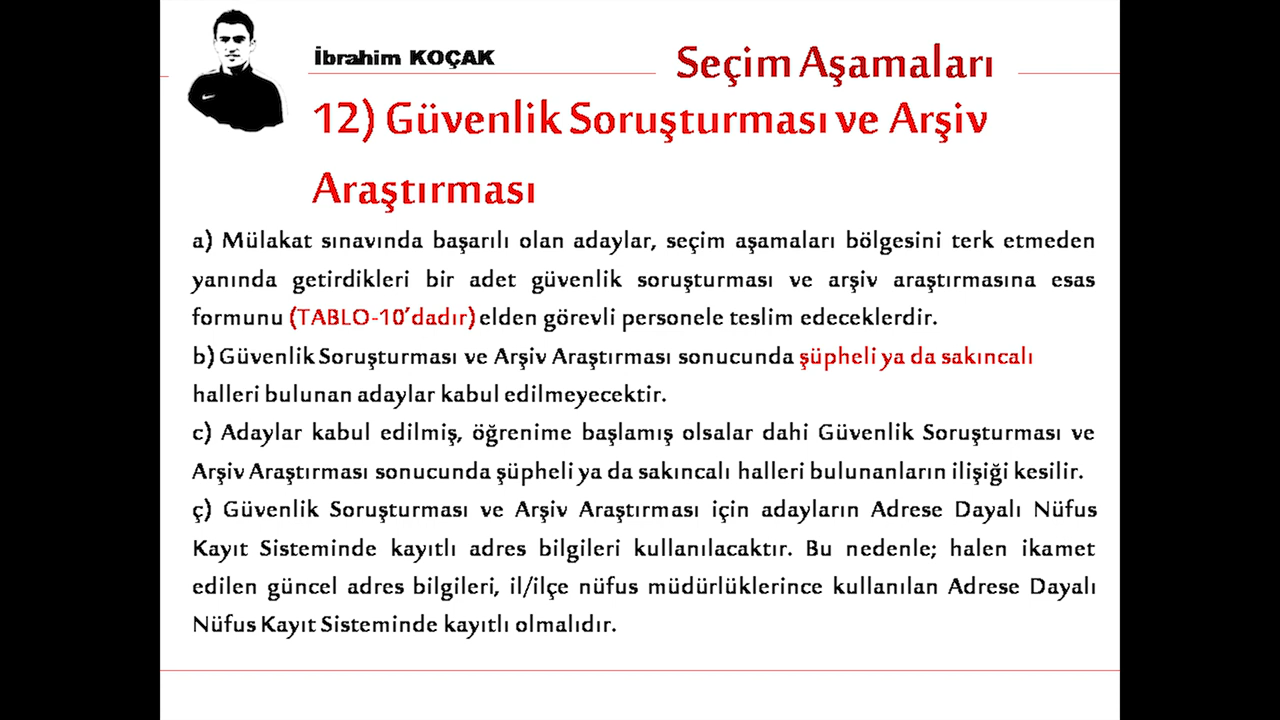 İbrahim KOÇAK
Seçim Aşamaları
12) Güvenlik Soruşturması ve Arşiv
Araştırması
a) Mülakat sınavında başarılı olan adaylar, seçim aşamaları bölgesini terk etmeden
yanında getirdikleri bir adet güvenlik soruşturması ve arşiv araştırmasına esas
formunu (TABLO-10’dadır) elden görevli personele teslim edeceklerdir.
b) Güvenlik Soruşturması ve Arşiv Araştırması sonucunda şüpheli ya da sakıncalı
halleri bulunan adaylar kabul edilmeyecektir.
c) Adaylar kabul edilmiş, öğrenime başlamış olsalar dahi Güvenlik Soruşturması ve
Arşiv Araştırması sonucunda şüpheli ya da sakıncalı halleri bulunanların ilişiği kesilir.
ç) Güvenlik Soruşturması ve Arşiv Araştırması için adayların Adrese Dayalı Nüfus
Kayıt Sisteminde kayıtlı adres bilgileri kullanılacaktır. Bu nedenle; halen ikamet
edilen güncel adres bilgileri, il/ilçe nüfus müdürlüklerince kullanılan Adrese Dayalı
Nüfus Kayıt Sisteminde kayıtlı olmalıdır.